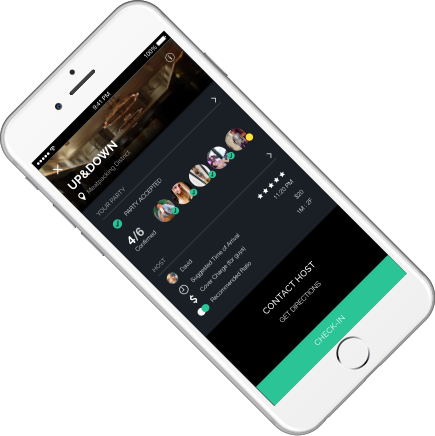 9:41 PM
100%
UP&DOWN
Meatpacking District
YOUR PARTY
PARTY ACCEPTED
4/6
Confirmed
HOST
David
Suggested Time of Arrival 11:20 PM
Cover Charge (for guys) $20
Recommended Ratio 1M : 2F
CONTACT HOST
GET DIRECTIONS
CHECK-IN